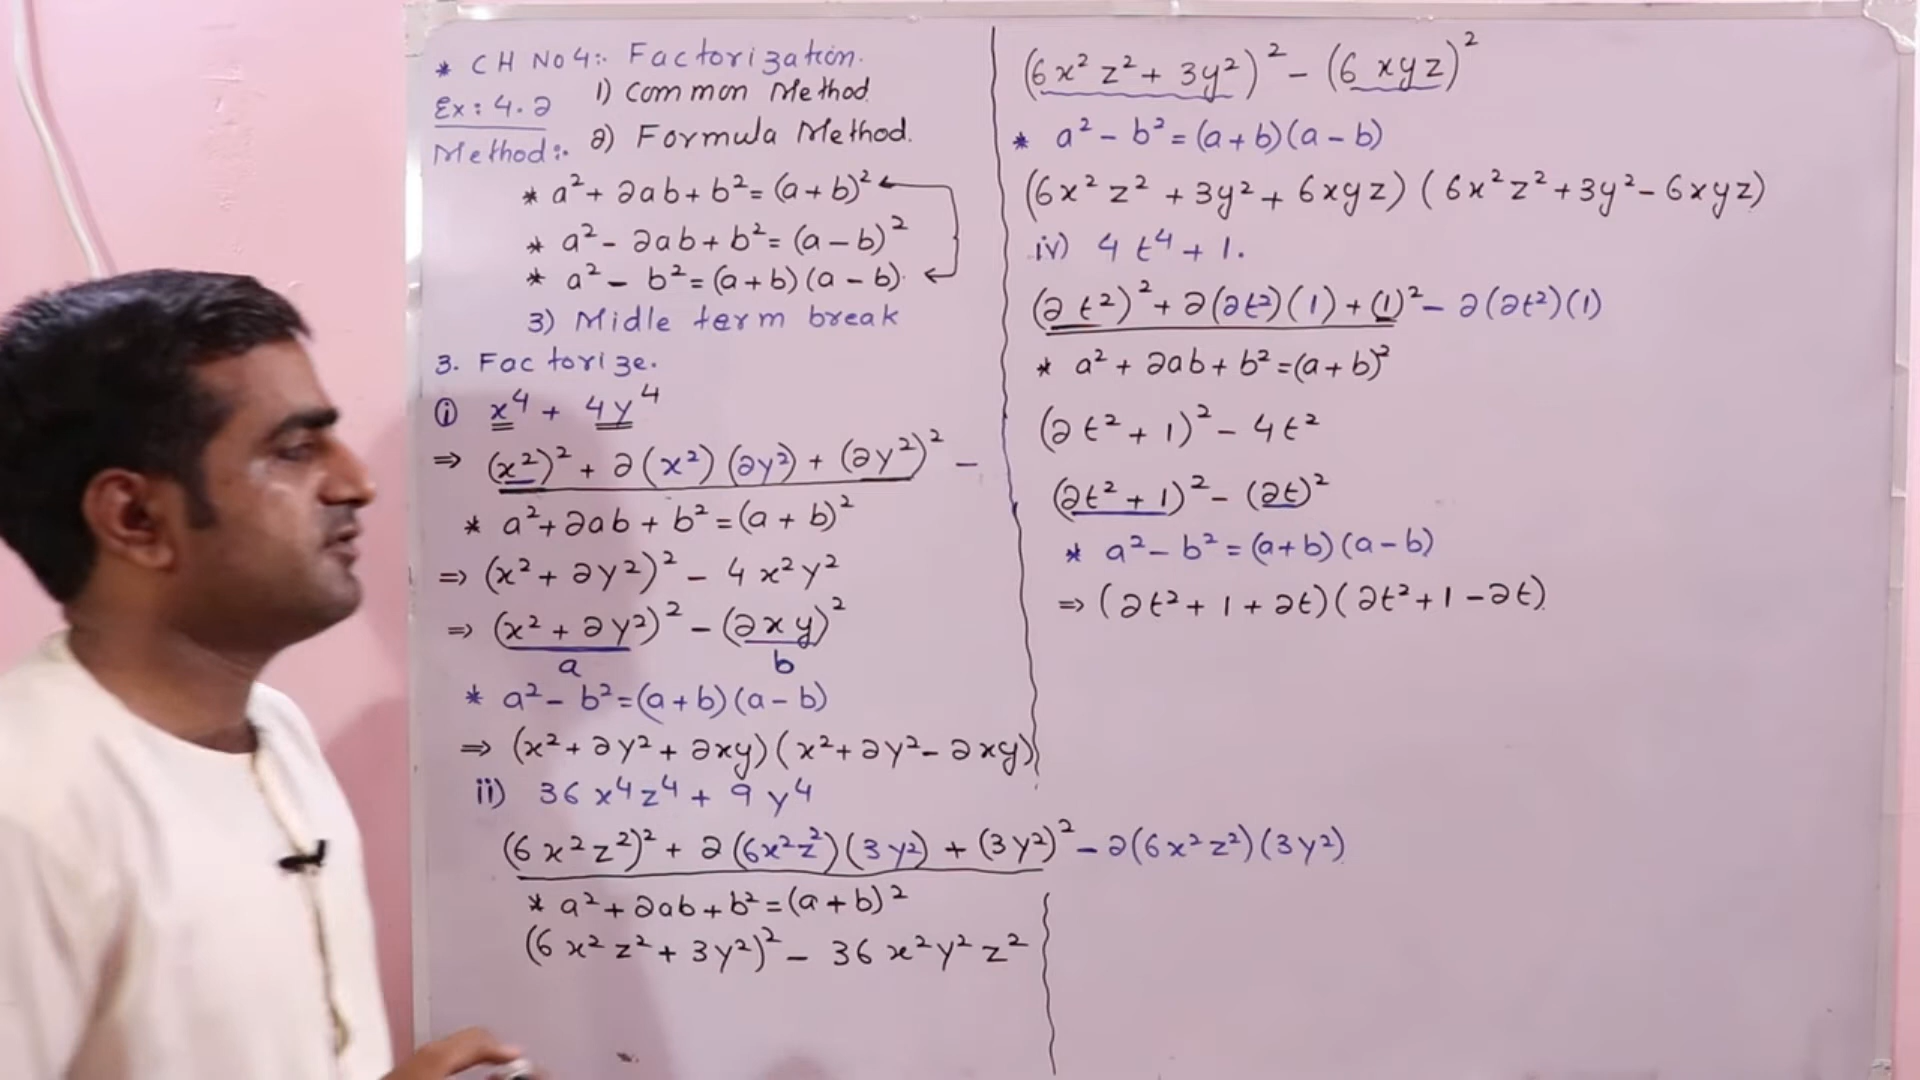 * CH No 4:- Factorization.
Ex: 4.2 1) Common Method
Method:- 2) Formula Method.
* a² + 2ab + b² = (a + b)²
* a² - 2ab + b² = (a - b)²
* a² - b² = (a + b) (a - b).
3) Midle term break
3. Factorize.
i x⁴ + 4y⁴
⇒ (x²)² + 2(x²)(2y²) + (2y²)² -
* a² + 2ab + b² = (a + b)²
⇒ (x² + 2y²)² - 4x²y²
⇒ (x² + 2y²)² - (2xy)²
a b
* a² - b² = (a + b)(a - b)
⇒ (x² + 2y² + 2xy)(x² + 2y² - 2xy)
ii) 36x⁴z⁴ + 9y⁴
(6x²z²)² + 2(6x²z²)(3y²) + (3y²)² - 2(6x²z²)(3y²)
* a² + 2ab + b² = (a + b)²
(6x²z² + 3y²)² - 36x²y²z²
(6x²z² + 3y²)² - (6xyz)²
* a² - b² = (a + b)(a - b)
(6x²z² + 3y² + 6xyz)(6x²z² + 3y² - 6xyz)
iv) 4t⁴ + 1.
(2t²)² + 2(2t²)(1) + (1)² - 2(2t²)(1)
* a² + 2ab + b² = (a + b)²
(2t² + 1)² - 4t²
(2t² + 1)² - (2t)²
* a² - b² = (a + b)(a - b)
⇒ (2t² + 1 + 2t)(2t² + 1 - 2t).